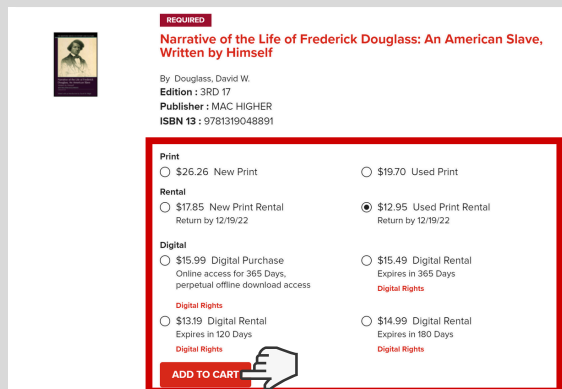 REQUIRED
Narrative of the Life of Frederick Douglass: An American Slave,
Written by Himself
By Douglass, David W.
Edition : 3RD 17
Publisher : MAC HIGHER
ISBN 13 : 9781319048891
Print
$26.26 New Print
$19.70 Used Print
Rental
$17.85 New Print Rental
Return by 12/19/22
$12.95 Used Print Rental
Return by 12/19/22
Digital
$15.99 Digital Purchase
Online access for 365 Days,
perpetual offline download access
Digital Rights
$15.49 Digital Rental
Expires in 365 Days
Digital Rights
$13.19 Digital Rental
Expires in 120 Days
Digital Rights
$14.99 Digital Rental
Expires in 180 Days
Digital Rights
ADD TO CART